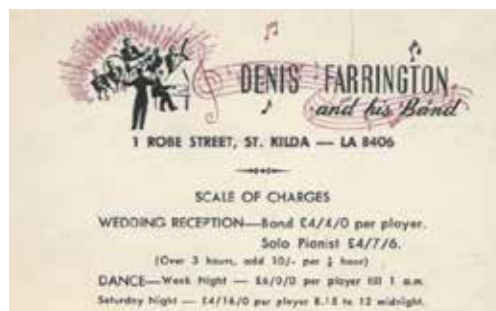 DENIS FARRINGTON
and his Band
1 ROBE STREET, ST. KILDA — LA 8406
SCALE OF CHARGES
WEDDING RECEPTION—Band £4/4/0 per player.
Solo Pianist £4/7/6.
(Over 3 hours, add 10/- per ½ hour)
DANCE—Week Night — £6/0/0 per player till 1 a.m.
Saturday Night — £4/16/0 per player 8.15 to 12 midnight.